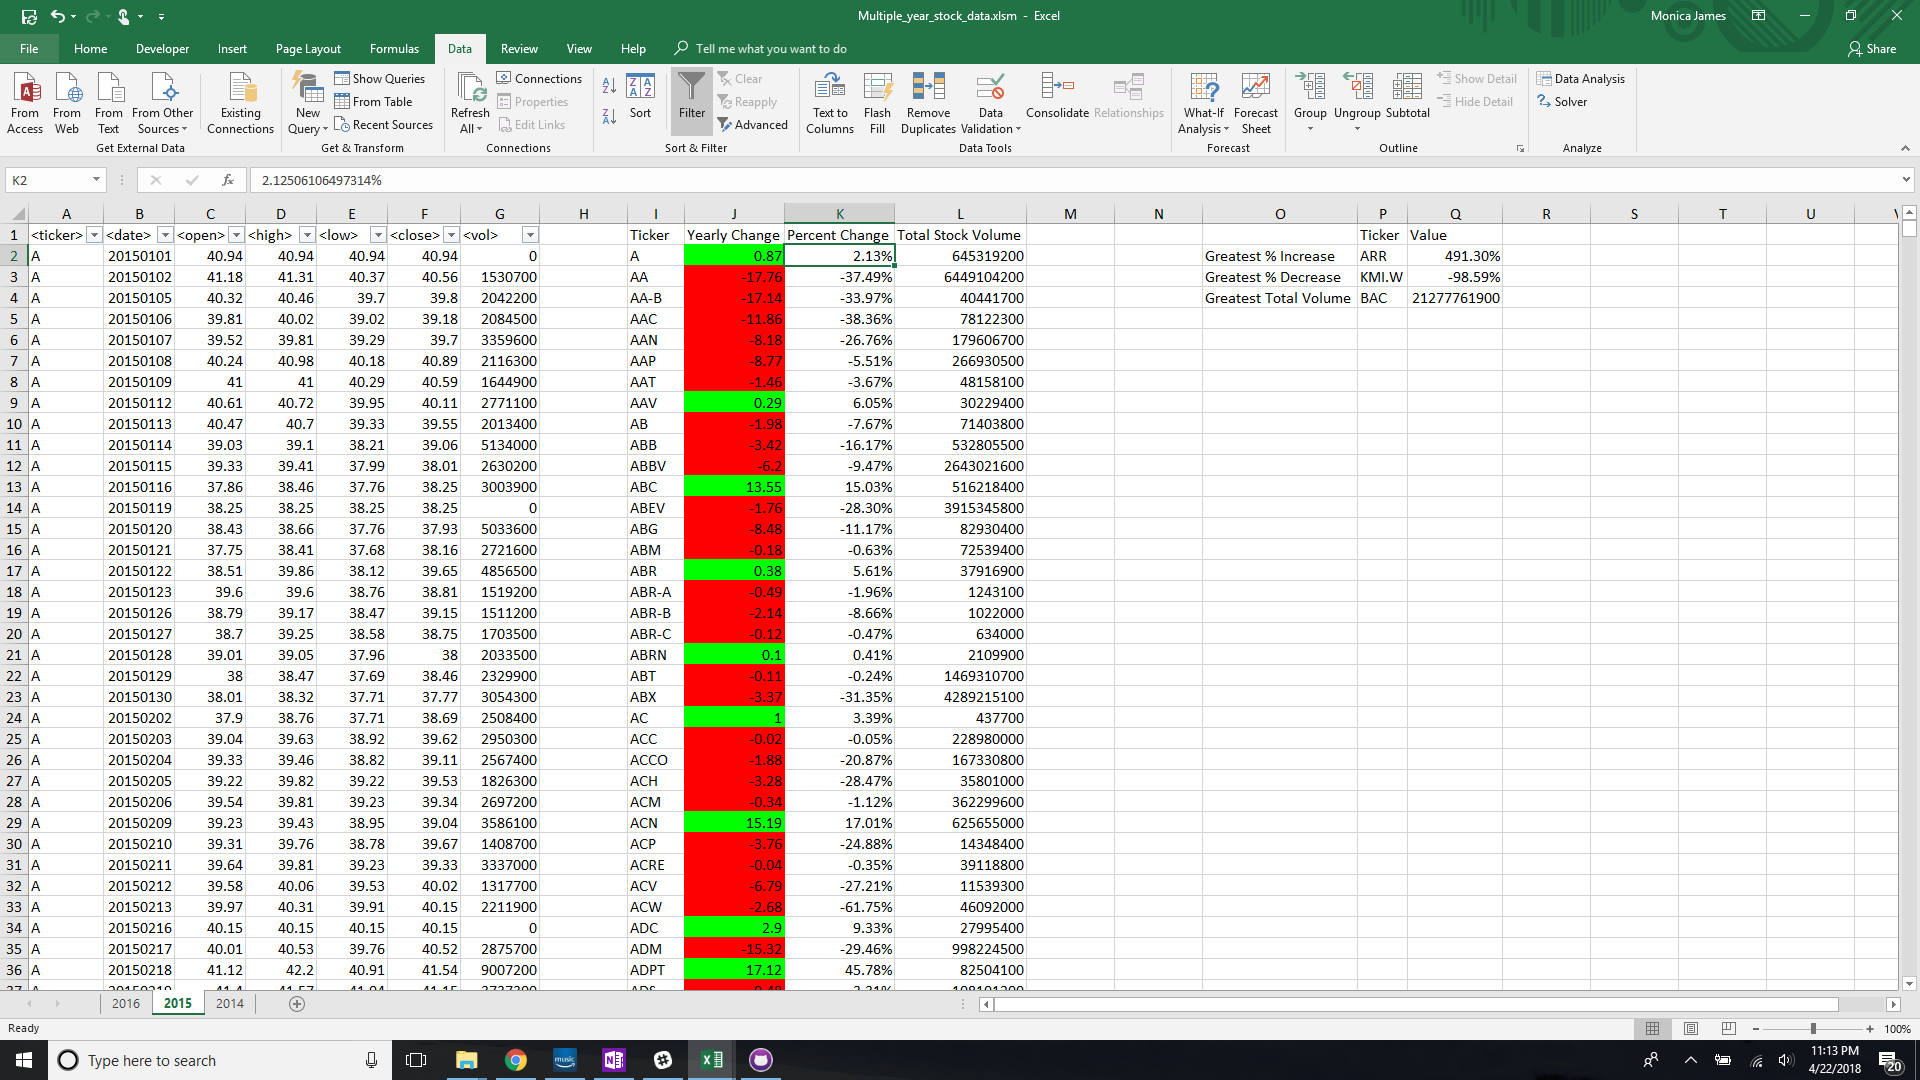 Multiple_year_stock_data.xlsm - Excel
Monica James
File Home Developer Insert Page Layout Formulas Data Review View Help Tell me what you want to do Share
From Access From Web From Text From Other Sources Existing Connections New Query Show Queries From Table Recent Sources Refresh All Connections Properties Edit Links Sort Filter Clear Reapply Advanced Text to Columns Flash Fill Remove Duplicates Data Validation Consolidate Relationships What-If Analysis Forecast Sheet Group Ungroup Subtotal Show Detail Hide Detail Data Analysis Solver
Get External Data Get & Transform Connections Sort & Filter Data Tools Forecast Outline Analyze
K2 fx 2.12506106497314%
A B C D E F G H I J K L M N O P Q R S T U
1 <ticker> <date> <open> <high> <low> <close> <vol> Ticker Yearly Change Percent Change Total Stock Volume Ticker Value
2 A 20150101 40.94 40.94 40.94 40.94 0 A 0.87 2.13% 645319200 Greatest % Increase ARR 491.30%
3 A 20150102 41.18 41.31 40.37 40.56 1530700 AA -17.76 -37.49% 6449104200 Greatest % Decrease KMI.W -98.59%
4 A 20150105 40.32 40.46 39.7 39.8 2042200 AA-B -17.14 -33.97% 40441700 Greatest Total Volume BAC 21277761900
5 A 20150106 39.81 40.02 39.02 39.18 2084500 AAC -11.86 -38.36% 78122300
6 A 20150107 39.52 39.81 39.29 39.7 3359600 AAN -8.18 -26.76% 179606700
7 A 20150108 40.24 40.98 40.18 40.89 2116300 AAP -8.77 -5.51% 266930500
8 A 20150109 41 41 40.29 40.59 1644900 AAT -1.46 -3.67% 48158100
9 A 20150112 40.61 40.72 39.95 40.11 2771100 AAV 0.29 6.05% 30229400
10 A 20150113 40.47 40.7 39.33 39.55 2013400 AB -1.98 -7.67% 71403800
11 A 20150114 39.03 39.1 38.21 39.06 5134000 ABB -3.42 -16.17% 532805500
12 A 20150115 39.33 39.41 37.99 38.01 2630200 ABBV -6.2 -9.47% 2643021600
13 A 20150116 37.86 38.46 37.76 38.25 3003900 ABC 13.55 15.03% 516218400
14 A 20150119 38.25 38.25 38.25 38.25 0 ABEV -1.76 -28.30% 3915345800
15 A 20150120 38.43 38.66 37.76 37.93 5033600 ABG -8.48 -11.17% 82930400
16 A 20150121 37.75 38.41 37.68 38.16 2721600 ABM -0.18 -0.63% 72539400
17 A 20150122 38.51 39.86 38.12 39.65 4856500 ABR 0.38 5.61% 37916900
18 A 20150123 39.6 39.6 38.76 38.81 1519200 ABR-A -0.49 -1.96% 1243100
19 A 20150126 38.79 39.17 38.47 39.15 1511200 ABR-B -2.14 -8.66% 1022000
20 A 20150127 38.7 39.25 38.58 38.75 1703500 ABR-C -0.12 -0.47% 634000
21 A 20150128 39.01 39.05 37.96 38 2033500 ABRN 0.1 0.41% 2109900
22 A 20150129 38 38.47 37.69 38.46 2329900 ABT -0.11 -0.24% 1469310700
23 A 20150130 38.01 38.32 37.71 37.77 3054300 ABX -3.37 -31.35% 4289215100
24 A 20150202 37.9 38.76 37.71 38.69 2508400 AC 1 3.39% 437700
25 A 20150203 39.04 39.63 38.92 39.62 2950300 ACC -0.02 -0.05% 228980000
26 A 20150204 39.33 39.46 38.82 39.11 2567400 ACCO -1.88 -20.87% 167330800
27 A 20150205 39.22 39.82 39.22 39.53 1826300 ACH -3.28 -28.47% 35801000
28 A 20150206 39.54 39.81 39.23 39.34 2697200 ACM -0.34 -1.12% 362299600
29 A 20150209 39.23 39.43 38.95 39.04 3586100 ACN 15.19 17.01% 625655000
30 A 20150210 39.31 39.76 38.78 39.67 1408700 ACP -3.76 -24.88% 14348400
31 A 20150211 39.64 39.81 39.23 39.33 3337000 ACRE -0.04 -0.35% 39118800
32 A 20150212 39.58 40.06 39.53 40.02 1317700 ACV -6.79 -27.21% 11539300
33 A 20150213 39.97 40.31 39.91 40.15 2211900 ACW -2.68 -61.75% 46092000
34 A 20150216 40.15 40.15 40.15 40.15 0 ADC 2.9 9.33% 27995400
35 A 20150217 40.01 40.53 39.76 40.52 2875700 ADM -15.32 -29.46% 998224500
36 A 20150218 41.12 42.2 40.91 41.54 9007200 ADPT 17.12 45.78% 82504100
2016 2015 2014
Ready 100%
Type here to search
music
11:13 PM
4/22/2018
20